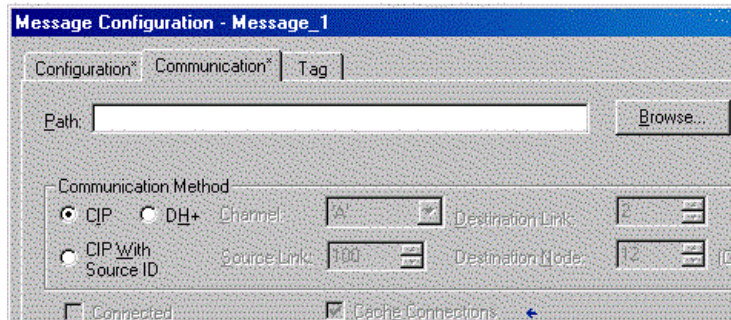 Message Configuration - Message_1
Configuration* Communication* Tag
Path: Browse...
Communication Method
CIP DH+ Channel: 'A' Destination Link: 2
CIP With
Source ID Source Link: 100 Destination Node: 12 (O
Connected Cache Connections